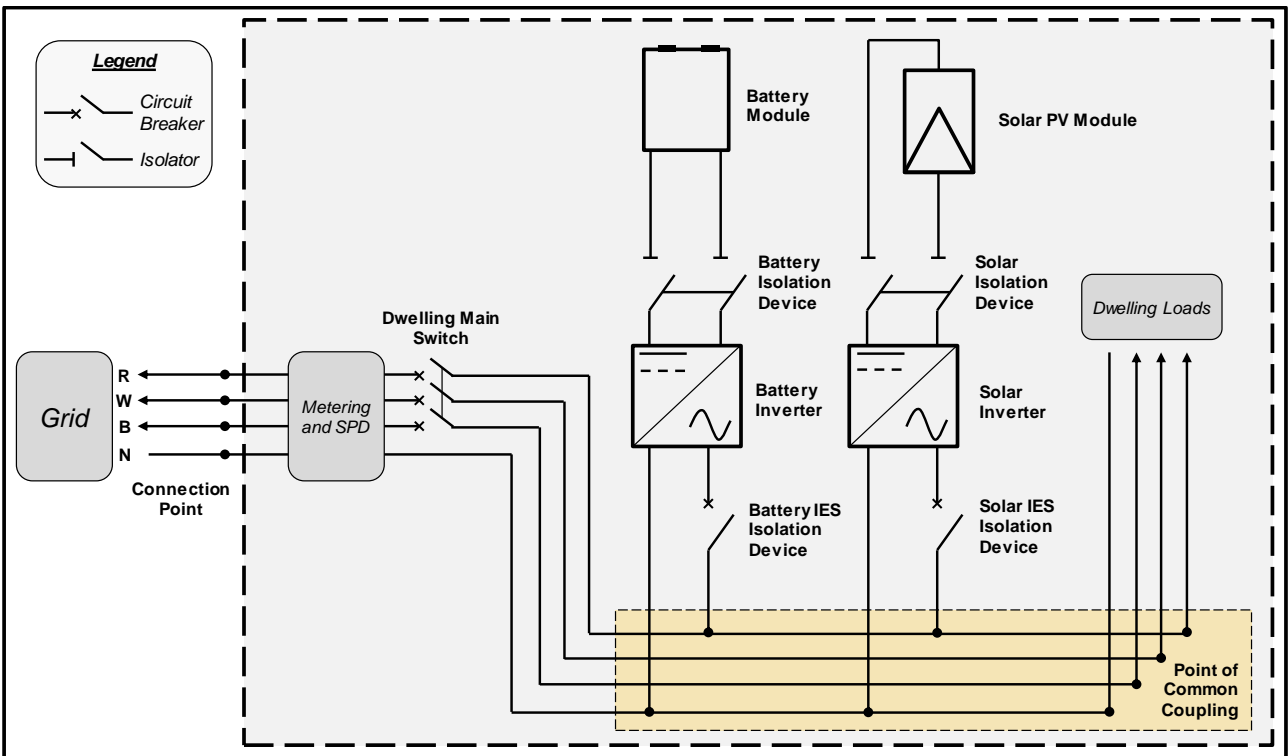 Legend
Circuit
Breaker
Isolator
Battery
Module
Solar PV Module
Battery
Isolation
Device
Solar
Isolation
Device
Dwelling Loads
Dwelling Main
Switch
Grid
R
W
B
N
Connection
Point
Metering
and SPD
Battery
Inverter
Solar
Inverter
Battery IES
Isolation
Device
Solar IES
Isolation
Device
Point of
Common
Coupling